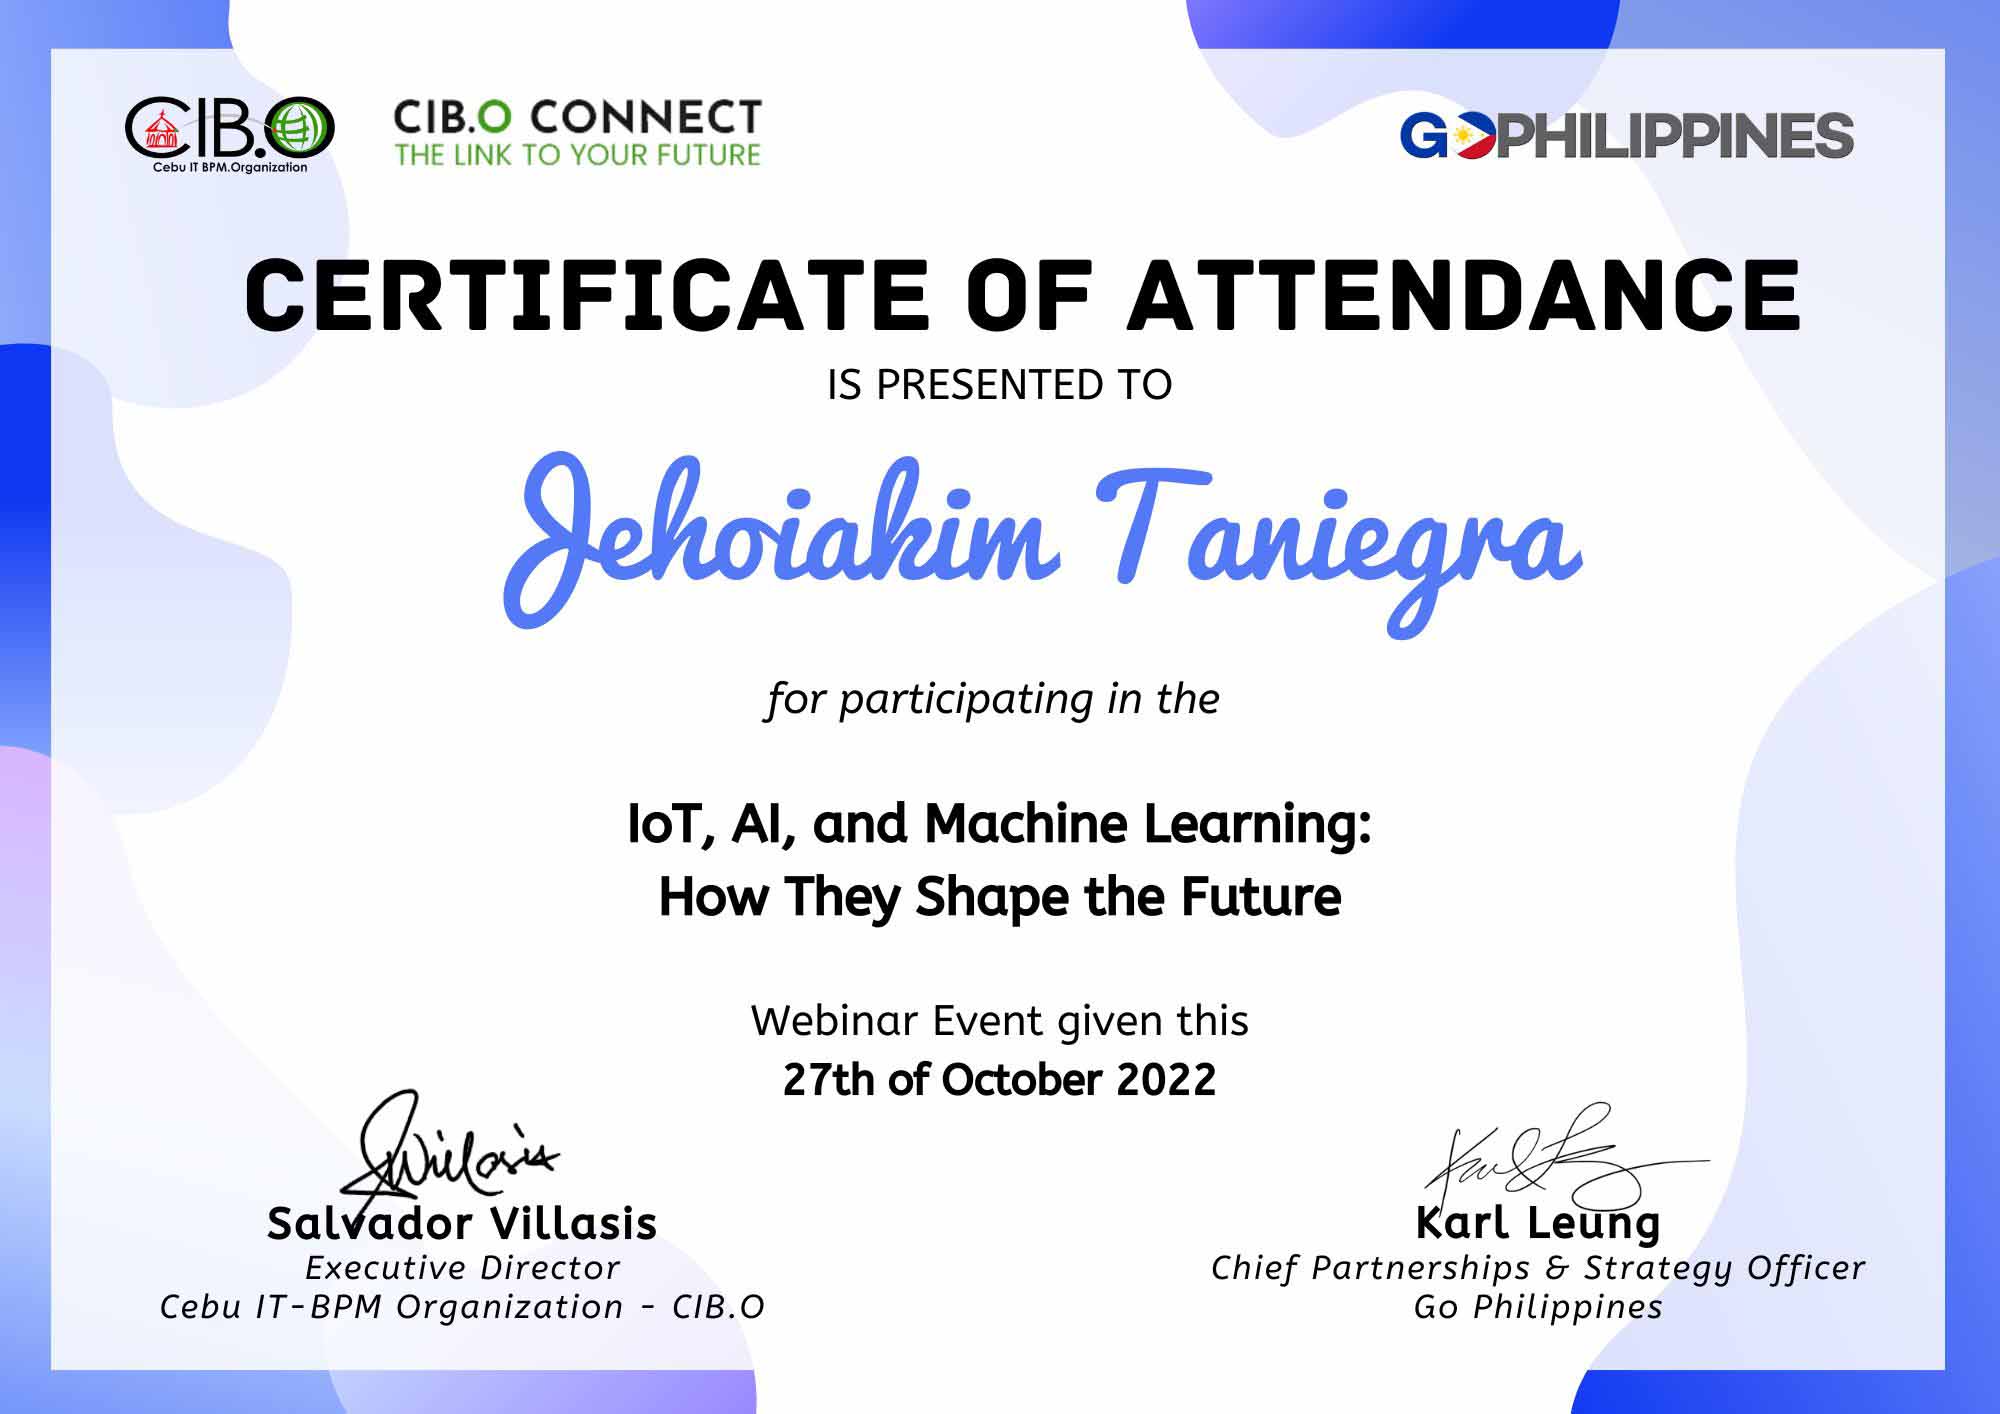 CIB.O
Cebu IT BPM.Organization
CIB.O CONNECT
THE LINK TO YOUR FUTURE
GOPHILIPPINES
CERTIFICATE OF ATTENDANCE
IS PRESENTED TO
Jehoiakim Taniegra
for participating in the
IoT, AI, and Machine Learning:
How They Shape the Future
Webinar Event given this
27th of October 2022
SVillasis
Salvador Villasis
Executive Director
Cebu IT-BPM Organization - CIB.O
Karl Leung
Chief Partnerships & Strategy Officer
Go Philippines